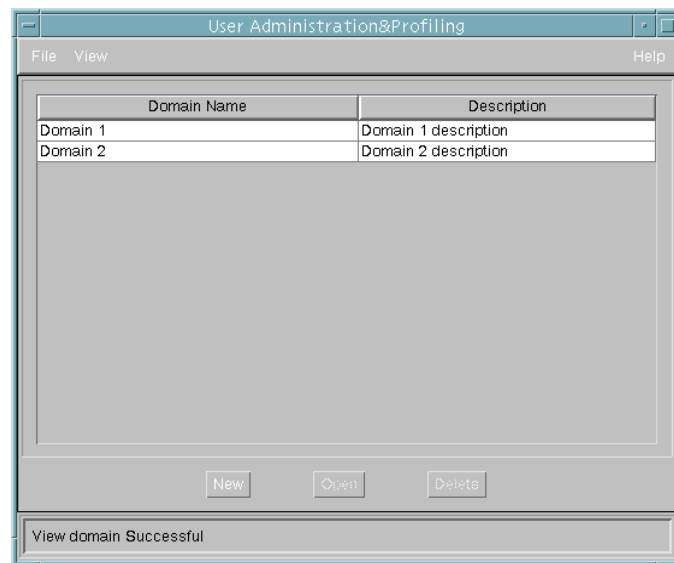 User Administration&Profiling
File View Help
Domain Name Description
Domain 1 Domain 1 description
Domain 2 Domain 2 description
New Open Delete
View domain Successful